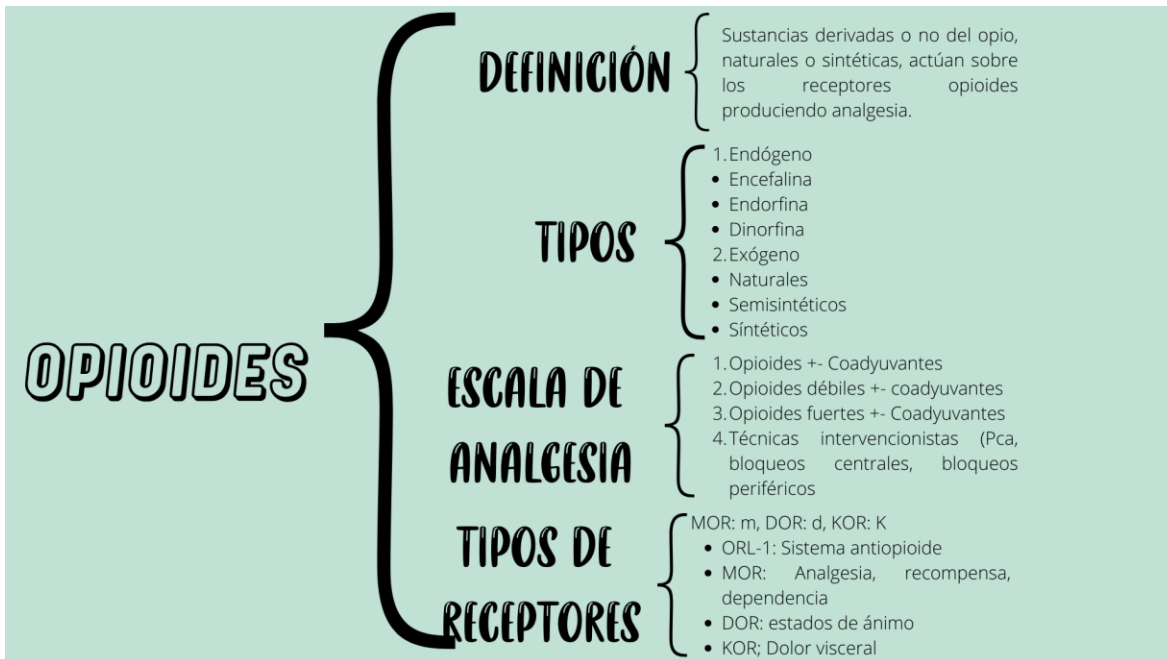 OPIOIDES
DEFINICIÓN
Sustancias derivadas o no del opio,
naturales o sintéticas, actúan sobre
los receptores opioides
produciendo analgesia.
TIPOS
1. Endógeno
• Encefalina
• Endorfina
• Dinorfina
2. Exógeno
• Naturales
• Semisintéticos
• Síntéticos
ESCALA DE
ANALGESIA
1. Opioides +- Coadyuvantes
2. Opioides débiles +- coadyuvantes
3. Opioides fuertes +- Coadyuvantes
4. Técnicas intervencionistas (Pca,
bloqueos centrales, bloqueos
periféricos
TIPOS DE
RECEPTORES
MOR: m, DOR: d, KOR: K
• ORL-1: Sistema antiopioide
• MOR: Analgesia, recompensa,
dependencia
• DOR: estados de ánimo
• KOR; Dolor visceral